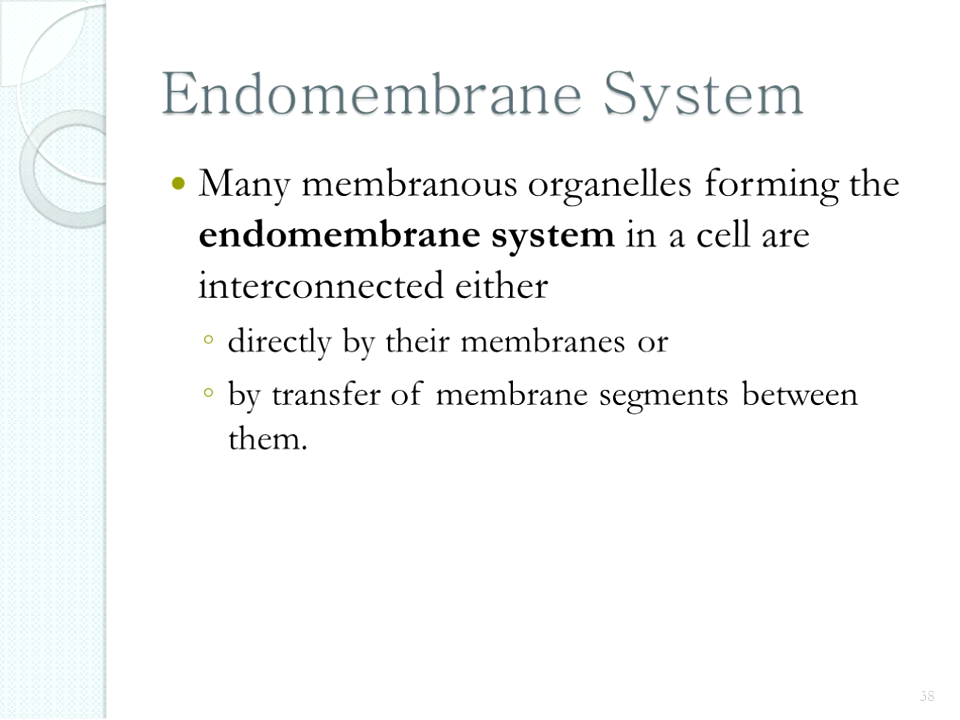 Endomembrane System
• Many membranous organelles forming the
endomembrane system in a cell are
interconnected either
◦ directly by their membranes or
◦ by transfer of membrane segments between
them.
38